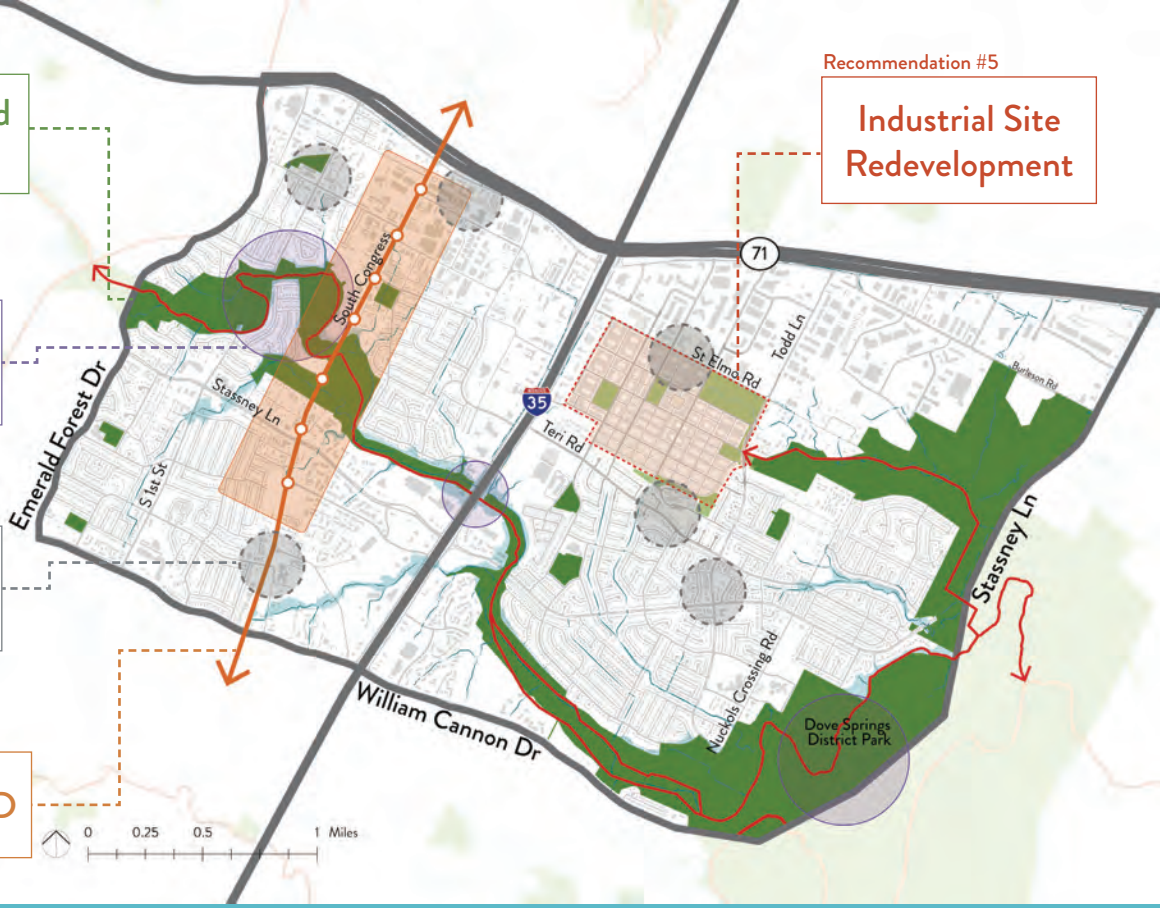 Recommendation #5
Industrial Site
Redevelopment
d
71
South Congress
Todd Ln
St Elmo Rd
Burleson Rd
35
Emerald Forest Dr
Stassney Ln
Teri Rd
S 1st St
Stassney Ln
Nuckols Crossing Rd
William Cannon Dr
Dove Springs
District Park
0 0.25 0.5 1 Miles